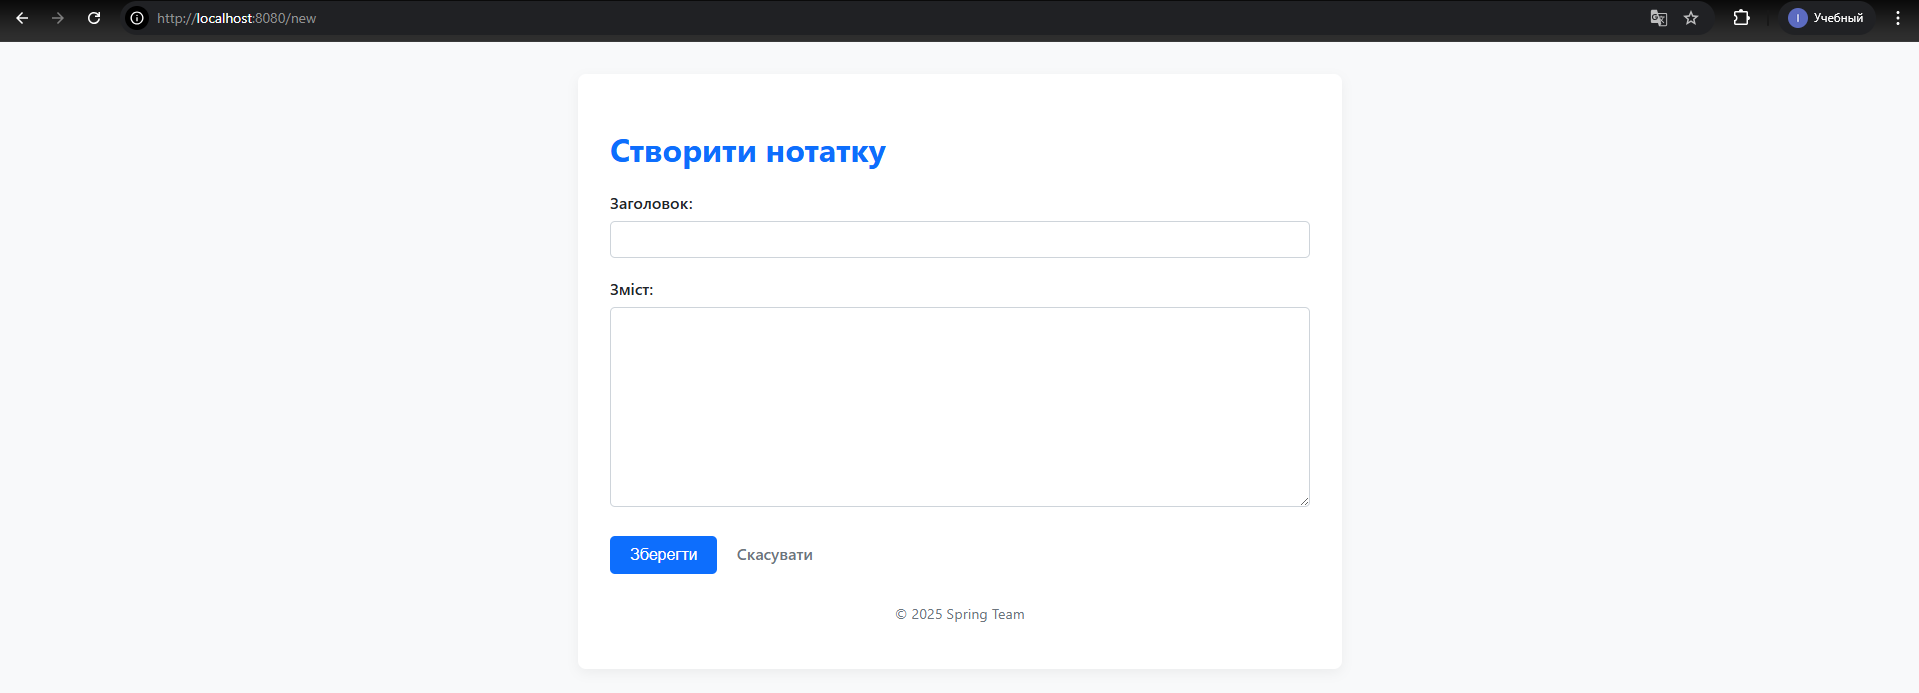 http://localhost:8080/new
I Учебный
Створити нотатку
Заголовок:
Зміст:
Зберегти Скасувати
© 2025 Spring Team